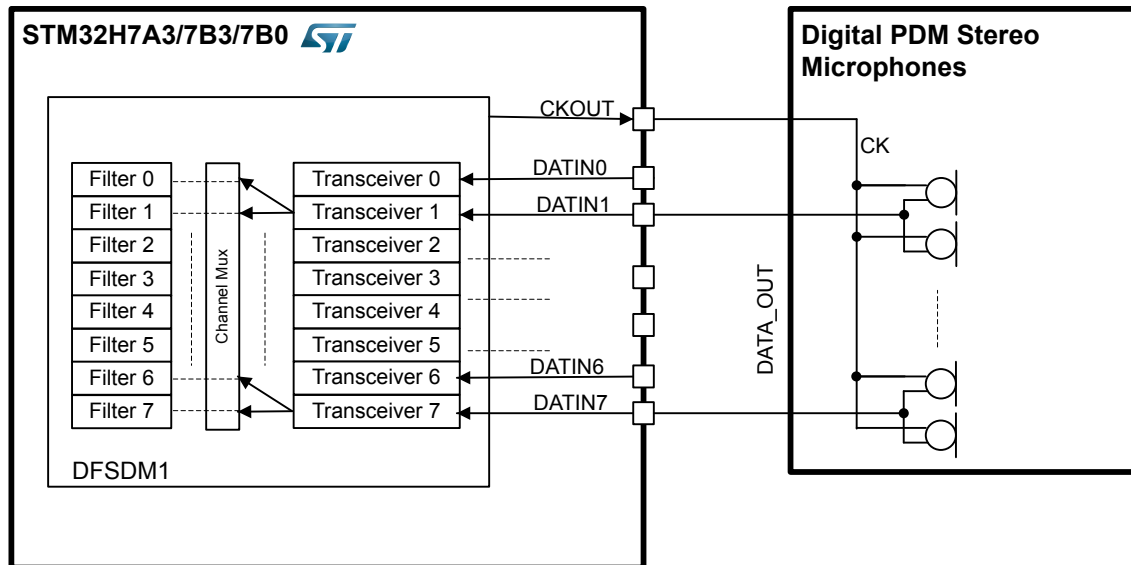 STM32H7A3/7B3/7B0 ST
Digital PDM Stereo
Microphones
CKOUT
CK
DATIN0
DATIN1
Filter 0
Filter 1
Filter 2
Filter 3
Filter 4
Filter 5
Filter 6
Filter 7
Channel Mux
Transceiver 0
Transceiver 1
Transceiver 2
Transceiver 3
Transceiver 4
Transceiver 5
Transceiver 6
Transceiver 7
DATA_OUT
DATIN6
DATIN7
DFSDM1